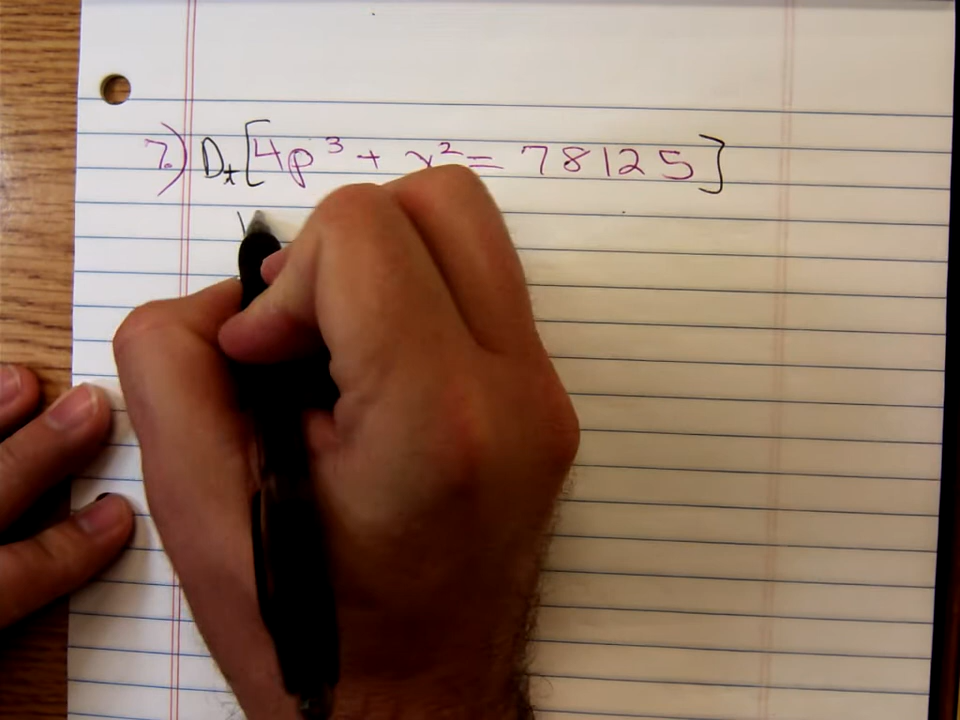 7.) Dₜ[4p³ + x² = 78125]